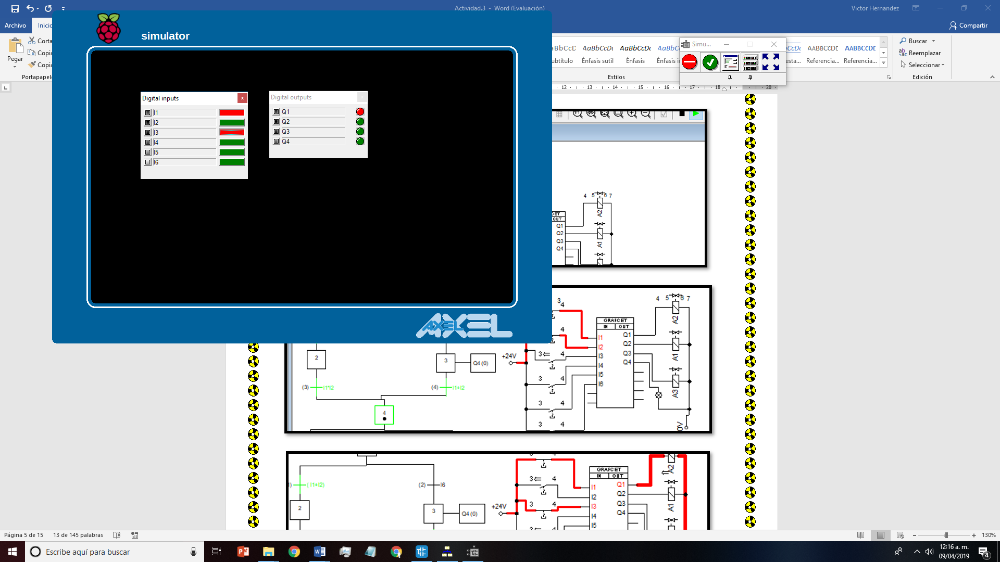 Actividad.3 - Word (Evaluación)
Victor Hernandez
Archivo
Inicio
Compartir
simulator
Pegar
Corta
Copia
Copia
Portapapele
AaBbCcDc
AaBbCcDc
AaBbCcDc
AABBCCDE
AABBCCDE
btítulo
Énfasis sutil
Énfasis
Énfasis i
sta...
Referencia...
Referencia...
Estilos
Simu...
Buscar
Reemplazar
Seleccionar
Edición
12 13 14 15 16 17 18 20
Digital inputs
I1
I2
I3
I4
I5
I6
Digital outputs
Q1
Q2
Q3
Q4
AXEL
AXEL
4 5 6 7
A2
OUT
Q1
Q2
Q3
Q4
A1
3 4
4 5 6 7
A2
GRAFCET
IN OUT
4
I1
I2
I3
I4
I5
I6
Q1
Q2
Q3
Q4
A1
A3
0V
+24V
3 4
3 4
3 4
3 4
2
3
Q4 (0)
(3) I1*I2
(4) I1+I2
4
(I1+I2)
(2) I6
2
3
Q4 (0)
+24V
3 4
3 4
GRAFCET
IN OUT
I1
I2
I3
I4
I5
Q1
Q2
Q3
Q4
A2
A1
Página 5 de 15
13 de 145 palabras
130%
Escribe aquí para buscar
12:16 a. m.
09/04/2019
4